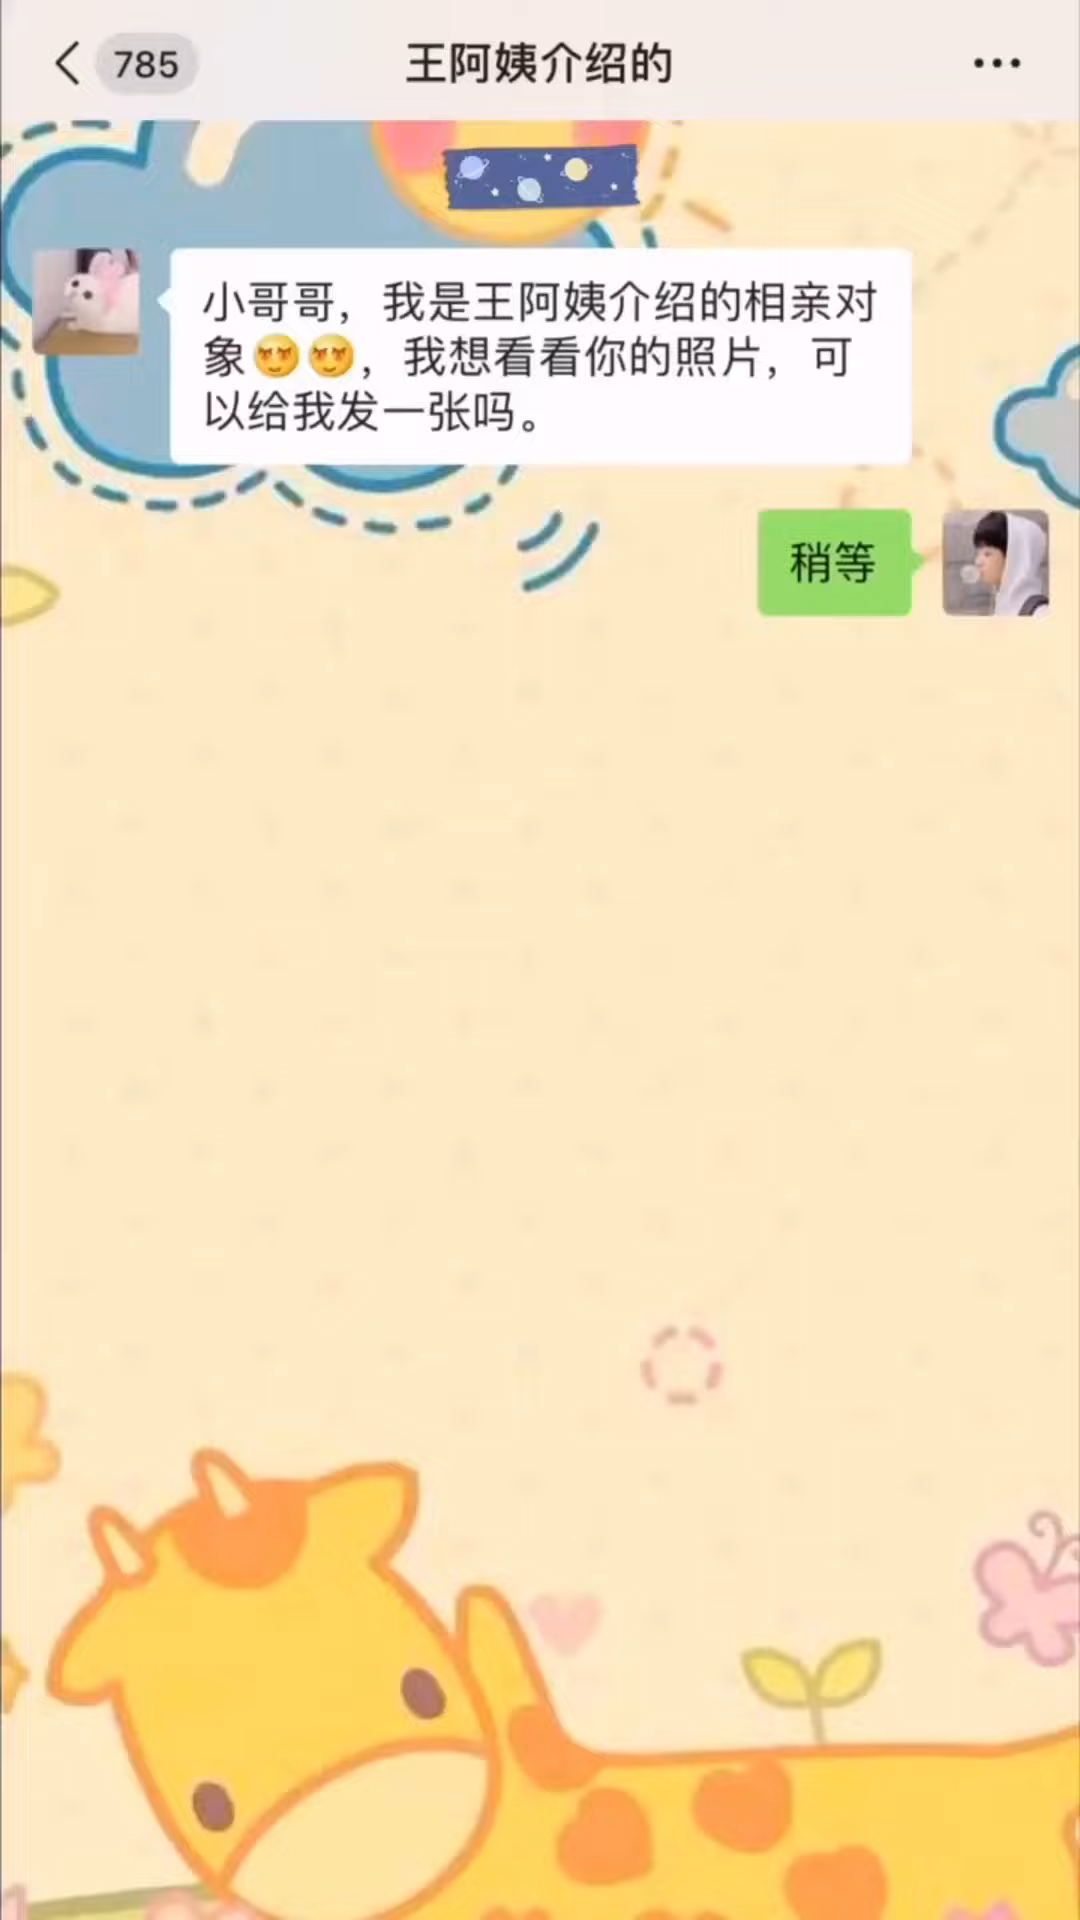 785
王阿姨介绍的
小哥哥，我是王阿姨介绍的相亲对
象😏😏，我想看看你的照片，可
以给我发一张吗。
稍等